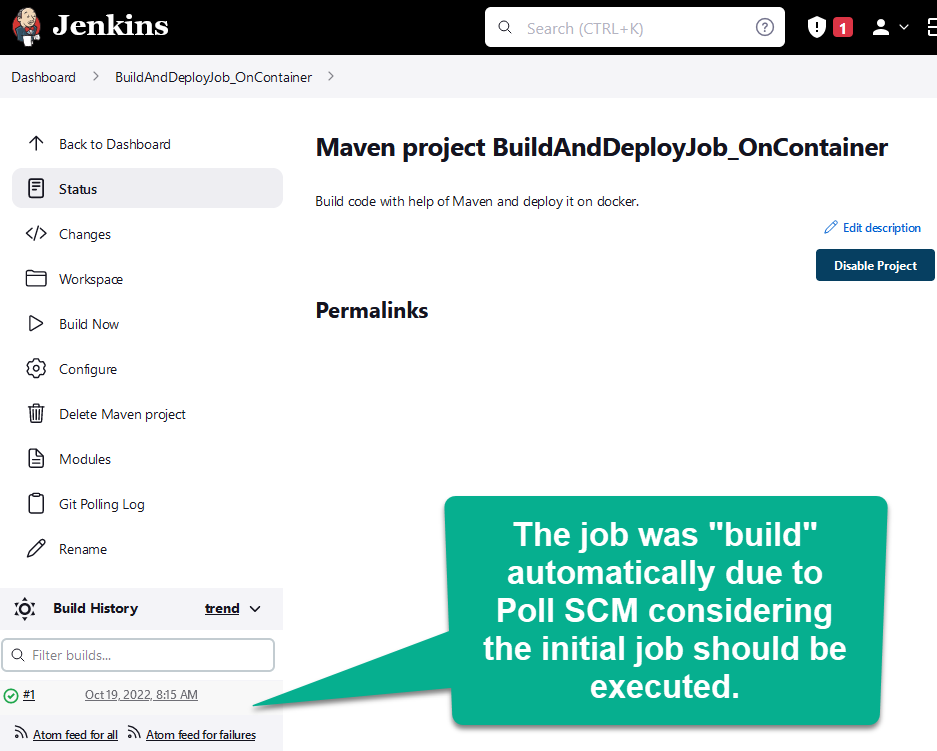 Jenkins
Search (CTRL+K)
?
1
Dashboard > BuildAndDeployJob_OnContainer >
Back to Dashboard
Status
Changes
Workspace
Build Now
Configure
Delete Maven project
Modules
Git Polling Log
Rename
Maven project BuildAndDeployJob_OnContainer
Build code with help of Maven and deploy it on docker.
Edit description
Disable Project
Permalinks
Build History trend
Filter builds...
#1 Oct 19, 2022, 8:15 AM
Atom feed for all Atom feed for failures
The job was "build"
automatically due to
Poll SCM considering
the initial job should be
executed.